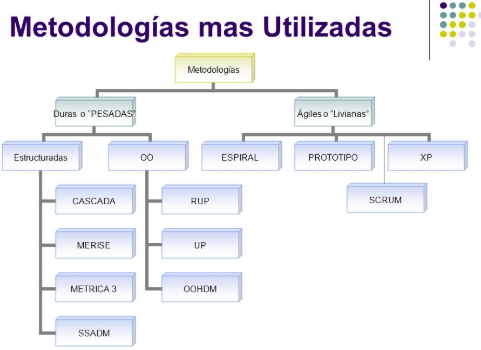 Metodologías mas Utilizadas
Metodologías
Duras o "PESADAS"
Ágiles o "Livianas"
Estructuradas
OO
ESPIRAL
PROTOTIPO
XP
CASCADA
RUP
SCRUM
MERISE
UP
METRICA 3
OOHDM
SSADM